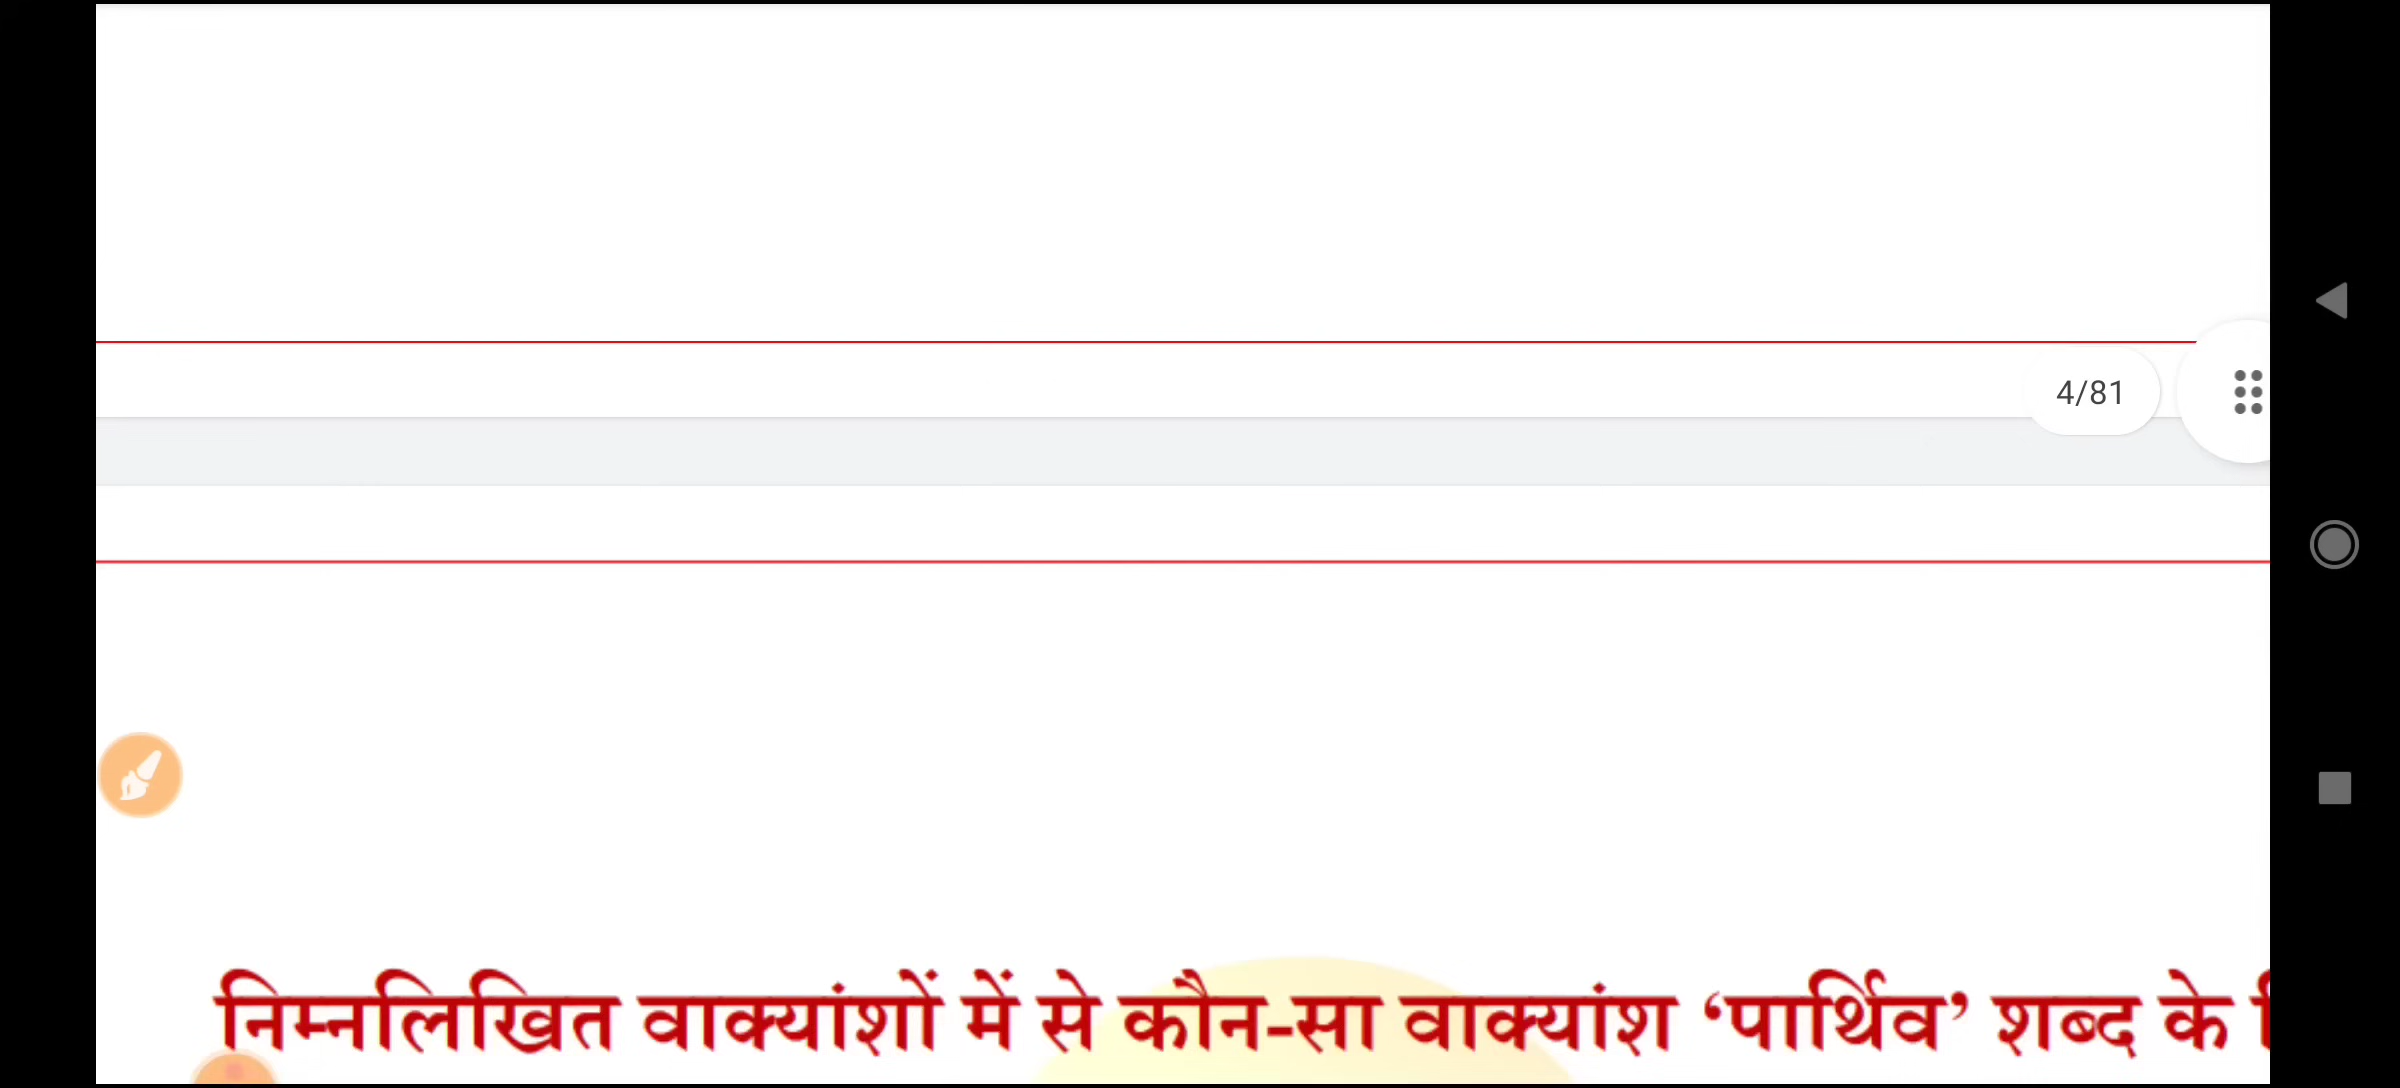 4/81
निम्नलिखित वाक्यांशों में से कौन-सा वाक्यांश ‘पार्थिव’ शब्द के